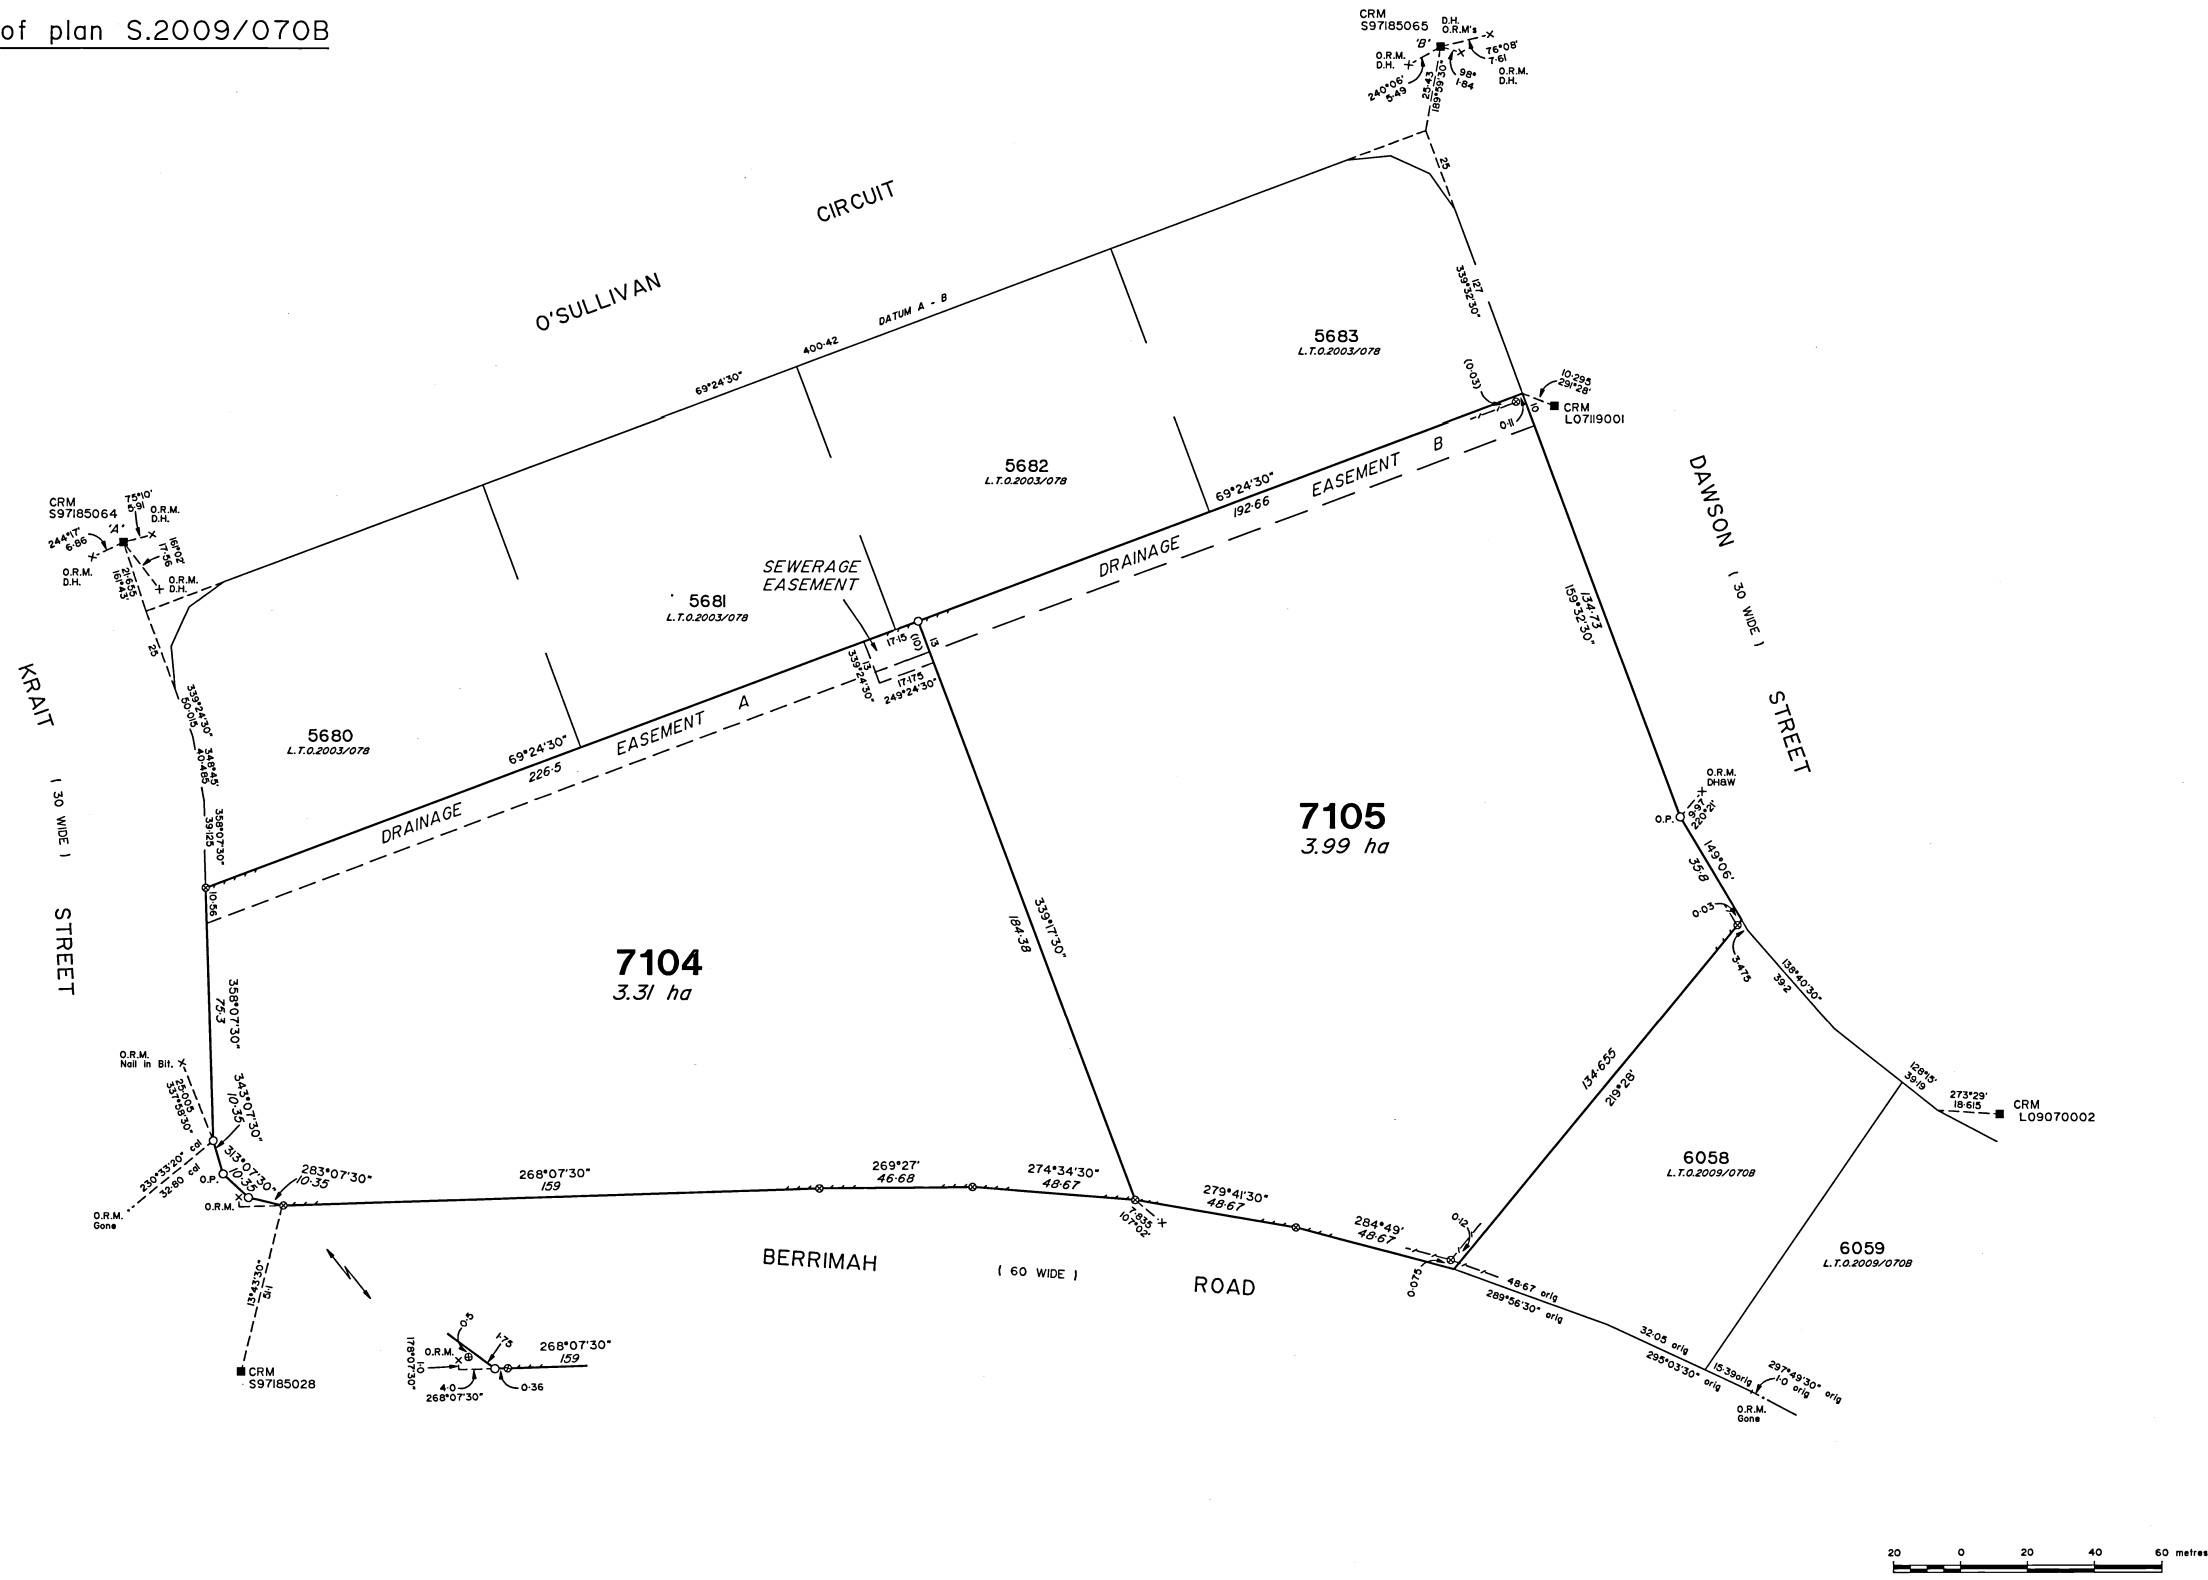 of plan S.2009/070B
CRM
S97185065
'B'
D.H.
O.R.M's
76°08'
7·61
O.R.M.
D.H.
98°
1·84
O.R.M.
D.H.
240°06'
5·49
25·43
189°59'30"
25
O'SULLIVAN CIRCUIT
DATUM A - B
400·42
69°24'30"
127
339°32'30"
5683
L.T.O.2003/078
(0·03)
10·295
291°28'
CRM
L07119001
10
0·11
5682
L.T.O.2003/078
69°24'30"
192·66
DRAINAGE EASEMENT B
DAWSON ( 30 WIDE ) STREET
CRM
S97185064
'A'
75°10'
5·91
O.R.M.
D.H.
244°17'
6·86
O.R.M.
D.H.
161°02'
17·56
O.R.M.
D.H.
21·655
161°43'
25
SEWERAGE
EASEMENT
5681
L.T.O.2003/078
17·15
(10)
13
13
339°24'30"
17·175
249°24'30"
134·73
159°32'30"
KRAIT ( 30 WIDE ) STREET
339°24'30"
50·015
348°45'
40·485
358°07'30"
39·125
5680
L.T.O.2003/078
69°24'30"
226·5
DRAINAGE EASEMENT A
10·56
7105
3.99 ha
O.R.M.
DH&W
9·97
220°21'
O.P.
149°06'
35·8
0·03
3·475
138°40'30"
39·2
339°17'30"
184·38
7104
3.31 ha
358°07'30"
75·3
O.R.M.
Nail in Bit.
25·005
337°58'30"
343°07'30"
10·35
230°33'20" cal
32·80 cal
O.R.M.
Gone
O.P.
313°07'30"
10·35
O.R.M.
283°07'30"
10·35
268°07'30"
159
269°27'
46·68
274°34'30"
48·67
7·835
107°02'
279°41'30"
48·67
284°49'
48·67
0·12
0·075
134·655
219°28'
128°15'
39·19
273°29'
18·615
CRM
L09070002
6058
L.T.O.2009/070B
6059
L.T.O.2009/070B
48·67 orig
289°56'30" orig
32·05 orig
295°03'30" orig
15·39orig
297°49'30" orig
1·0 orig
O.R.M.
Gone
BERRIMAH ( 60 WIDE ) ROAD
13°43'30"
51·1
CRM
S97185028
0·5
1·75
O.R.M.
1·0
178°07'30"
4·0
268°07'30"
0·36
268°07'30"
159
20 0 20 40 60 metres